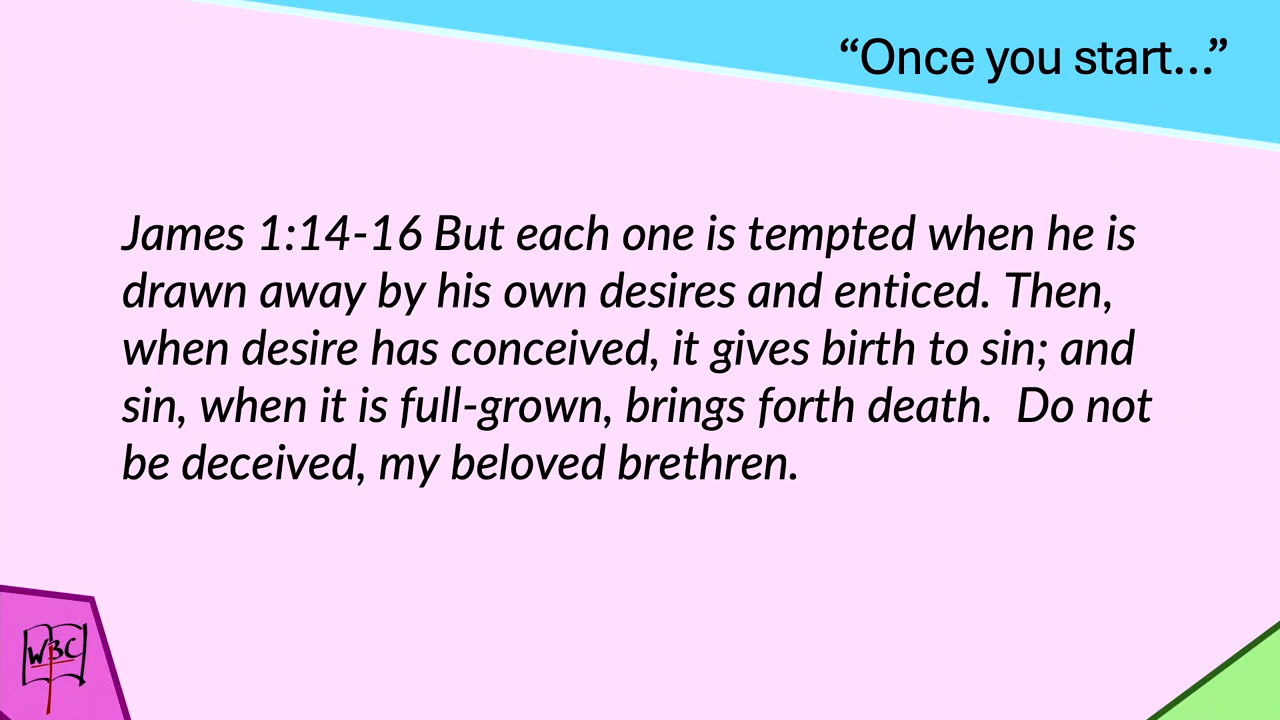 “Once you start...”
James 1:14-16 But each one is tempted when he is
drawn away by his own desires and enticed. Then,
when desire has conceived, it gives birth to sin; and
sin, when it is full-grown, brings forth death.  Do not
be deceived, my beloved brethren.
WBC